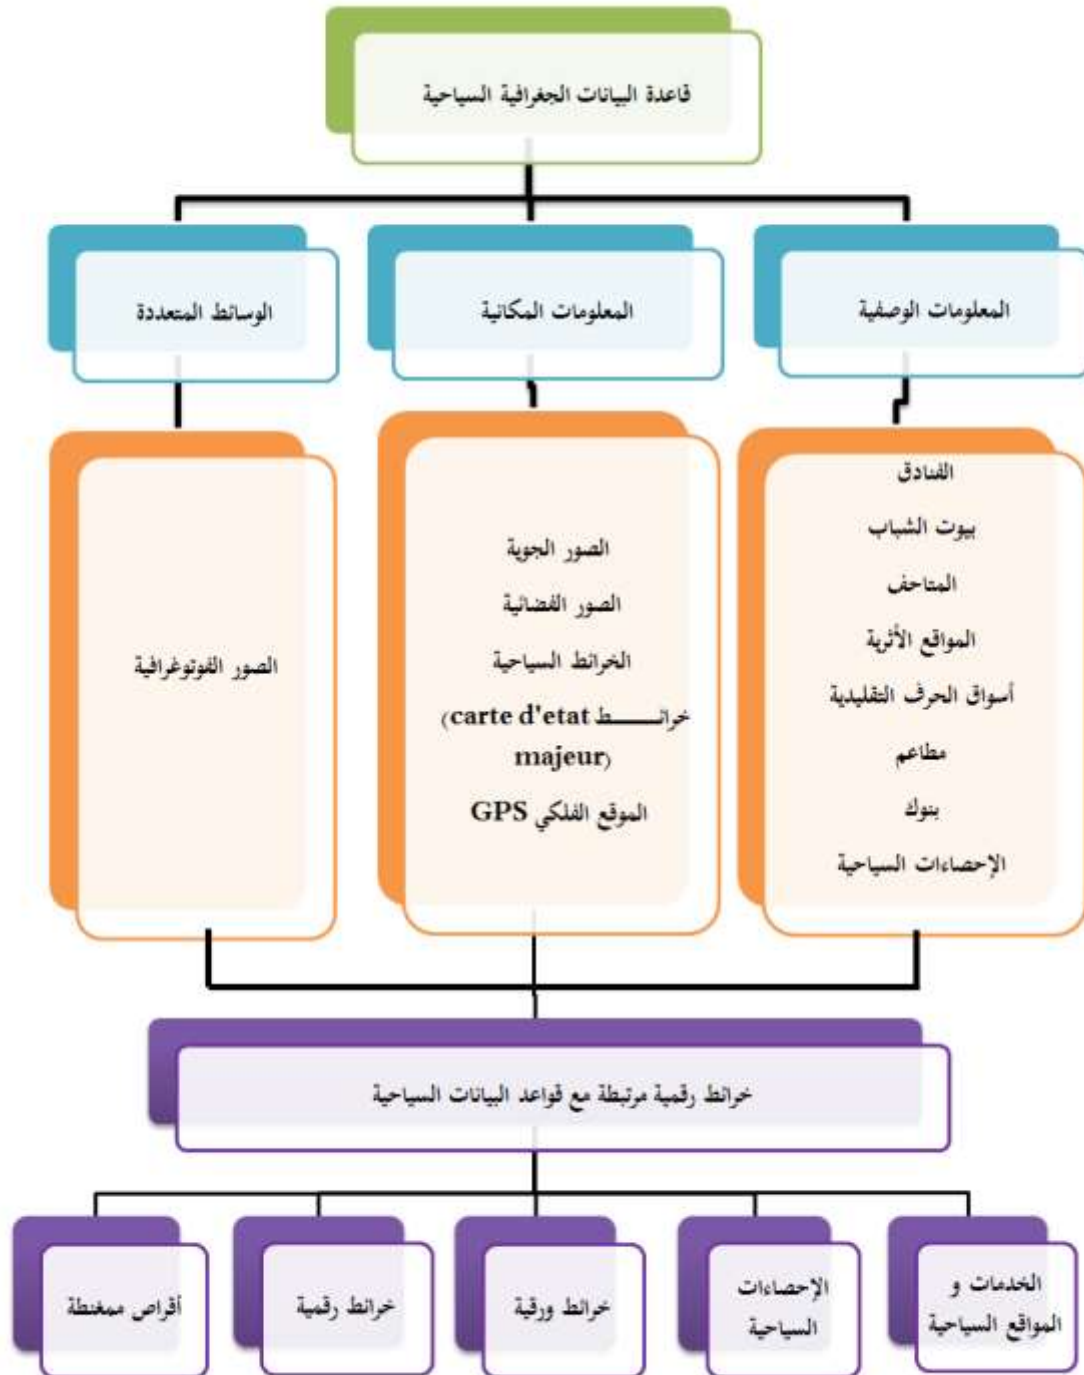 قاعدة البيانات الجغرافية السياحية
المعلومات الوصفية
المعلومات المكانية
الوسائط المتعددة
الفنادق
بيوت الشباب
المتاحف
المواقع الأثرية
أسواق الحرف التقليدية
مطاعم
بنوك
الإحصاءات السياحية
الصور الجوية
الصور الفضائية
الخرائط السياحية
خرائـــــط carte d'etat)
majeur)
الموقع الفلكي GPS
الصور الفوتوغرافية
خرائط رقمية مرتبطة مع قواعد البيانات السياحية
الخدمات و
المواقع السياحية
الإحصاءات
السياحية
خرائط ورقية
خرائط رقمية
أقراص ممغنطة